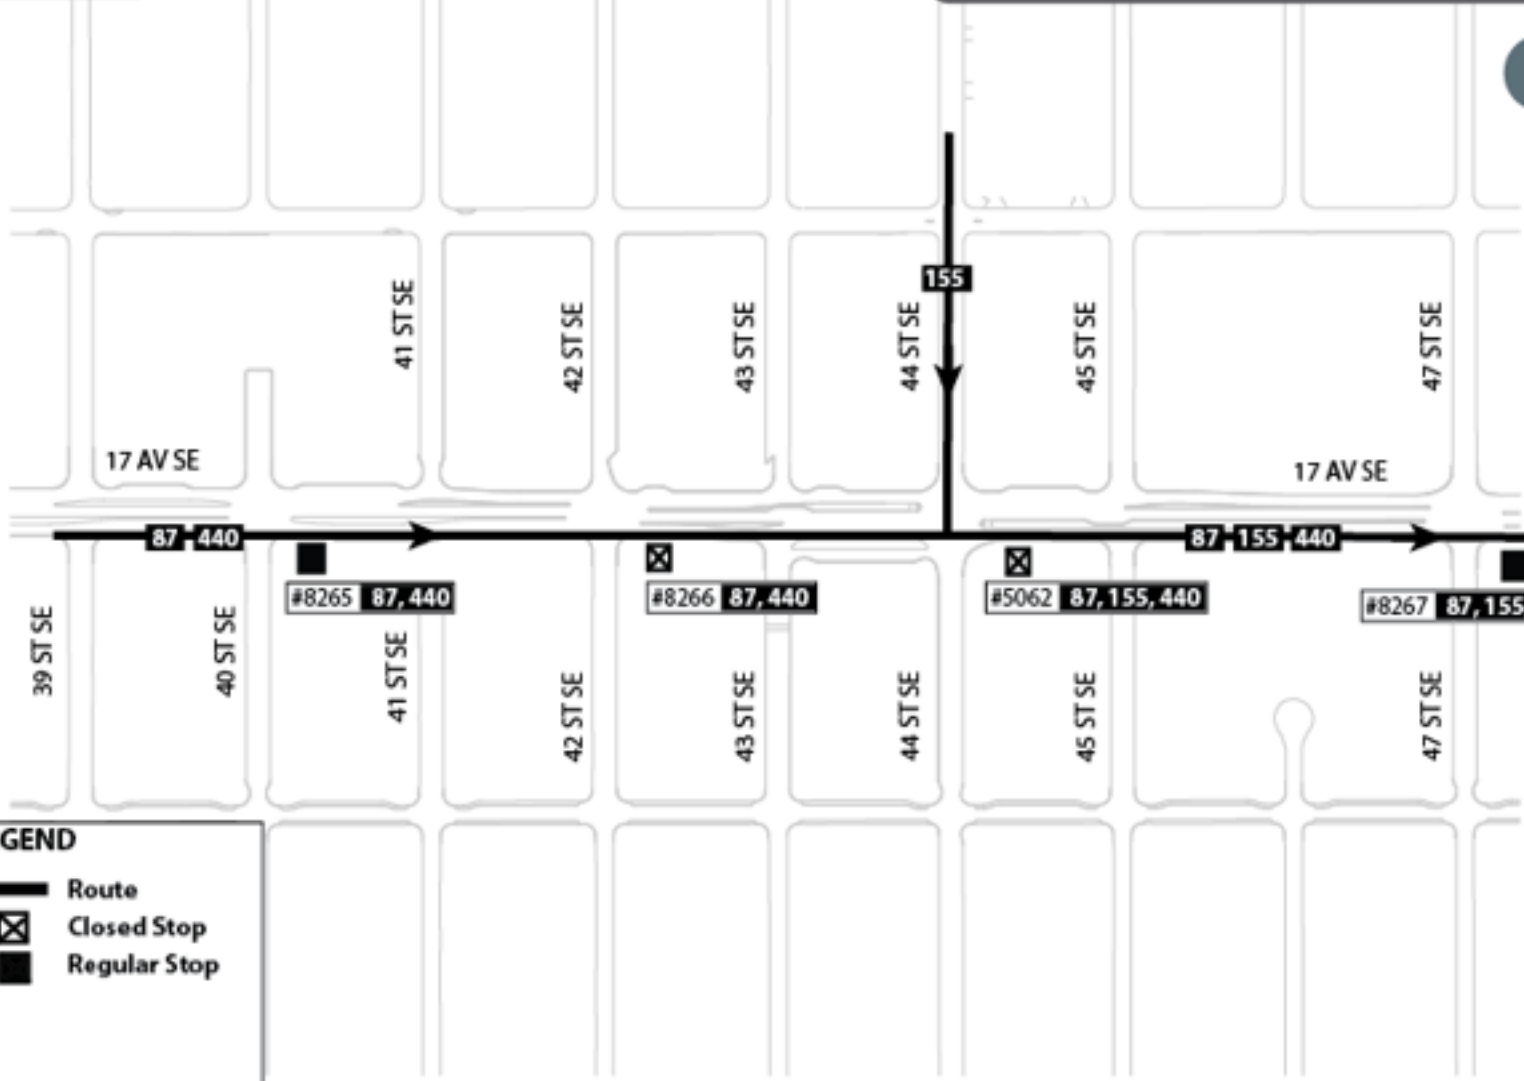 155
41 ST SE
42 ST SE
43 ST SE
44 ST SE
45 ST SE
47 ST SE
17 AV SE
17 AV SE
87 440
87 155 440
#8265 87, 440
#8266 87, 440
#5062 87, 155, 440
#8267 87, 155
39 ST SE
40 ST SE
41 ST SE
42 ST SE
43 ST SE
44 ST SE
45 ST SE
47 ST SE
GEND
Route
Closed Stop
Regular Stop